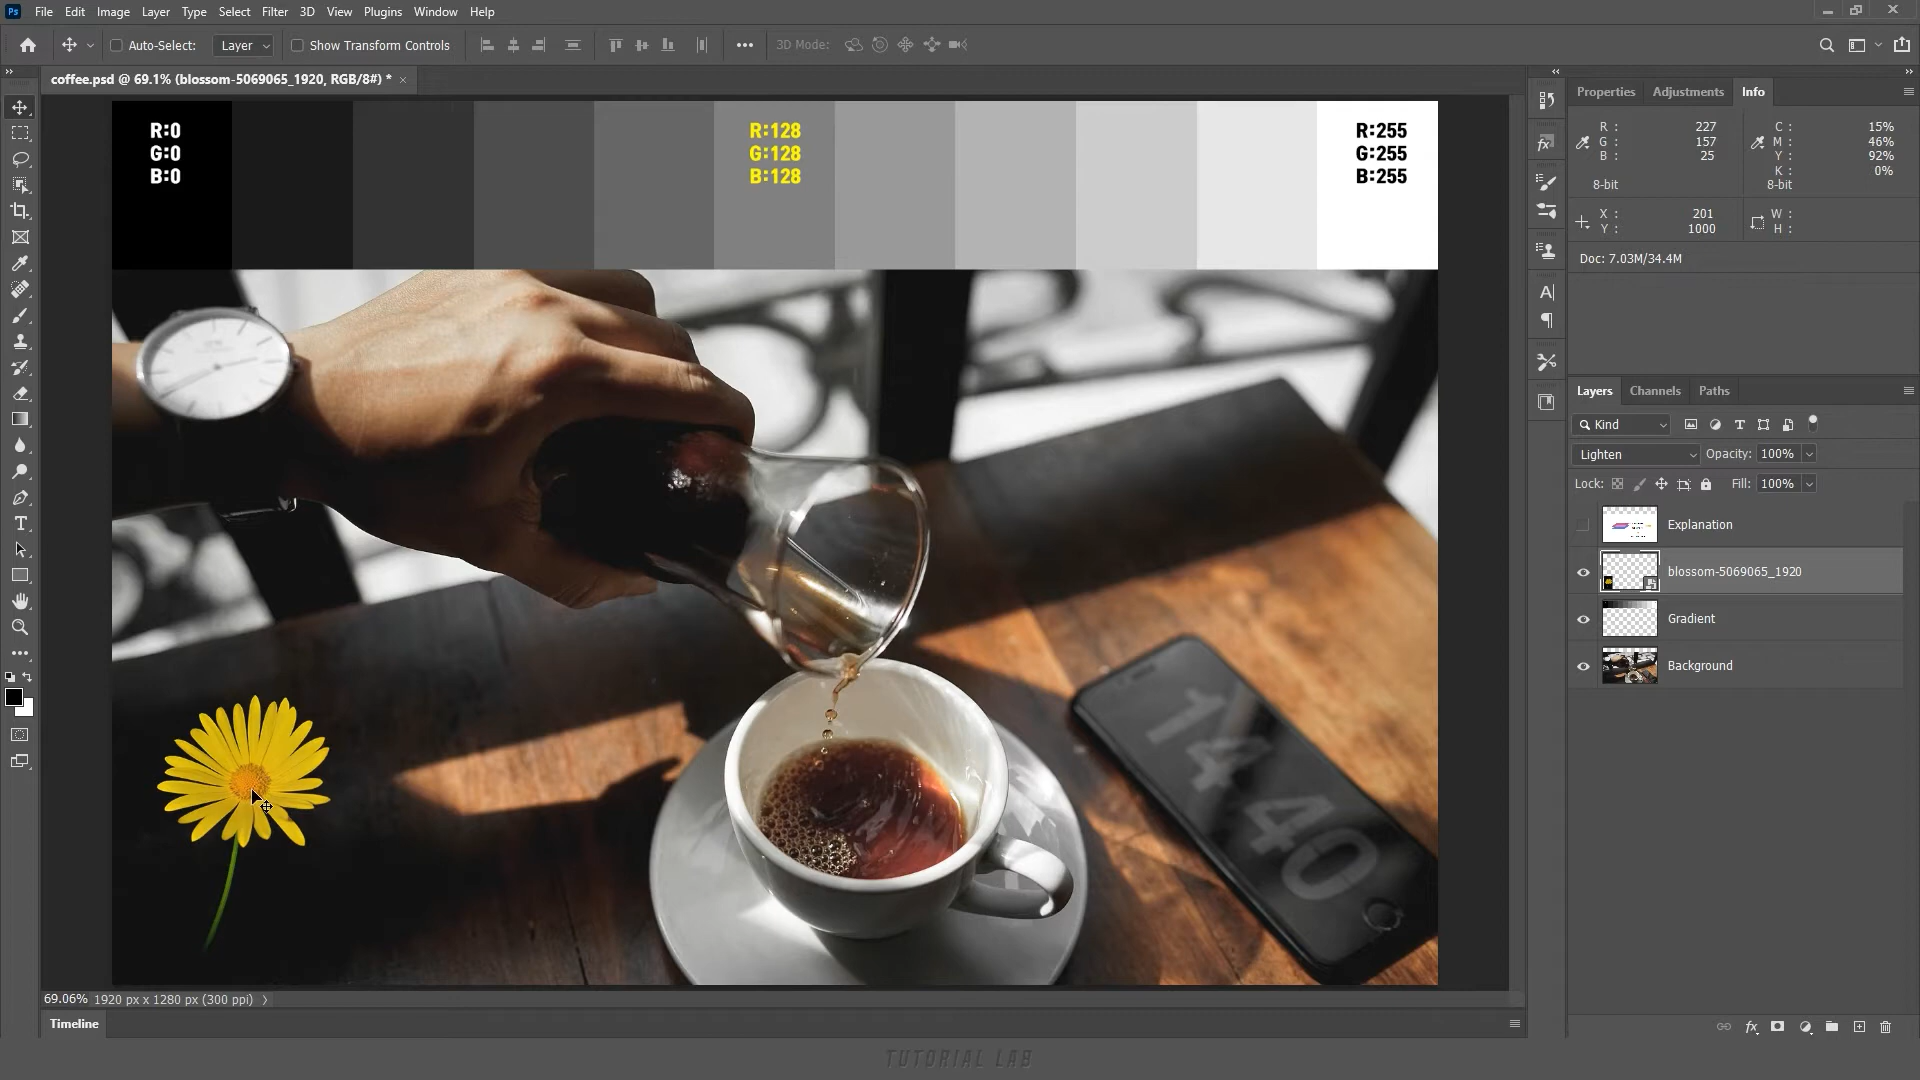 Ps File Edit Image Layer Type Select Filter 3D View Plugins Window Help
Auto-Select: Layer Show Transform Controls 3D Mode:
coffee.psd @ 69.1% (blossom-5069065_1920, RGB/8#) *
R:0
G:0
B:0
R:128
G:128
B:128
R:255
G:255
B:255
14
40
69.06% 1920 px x 1280 px (300 ppi)
Timeline
Properties Adjustments Info
R : 227 C : 15%
G : 157 M : 46%
B : 25 Y : 92%
K : 0%
8-bit 8-bit
X : 201 W :
Y : 1000 H :
Doc: 7.03M/34.4M
Layers Channels Paths
Kind
Lighten Opacity: 100%
Lock: Fill: 100%
Explanation
blossom-5069065_1920
Gradient
Background
TUTORIAL LAB